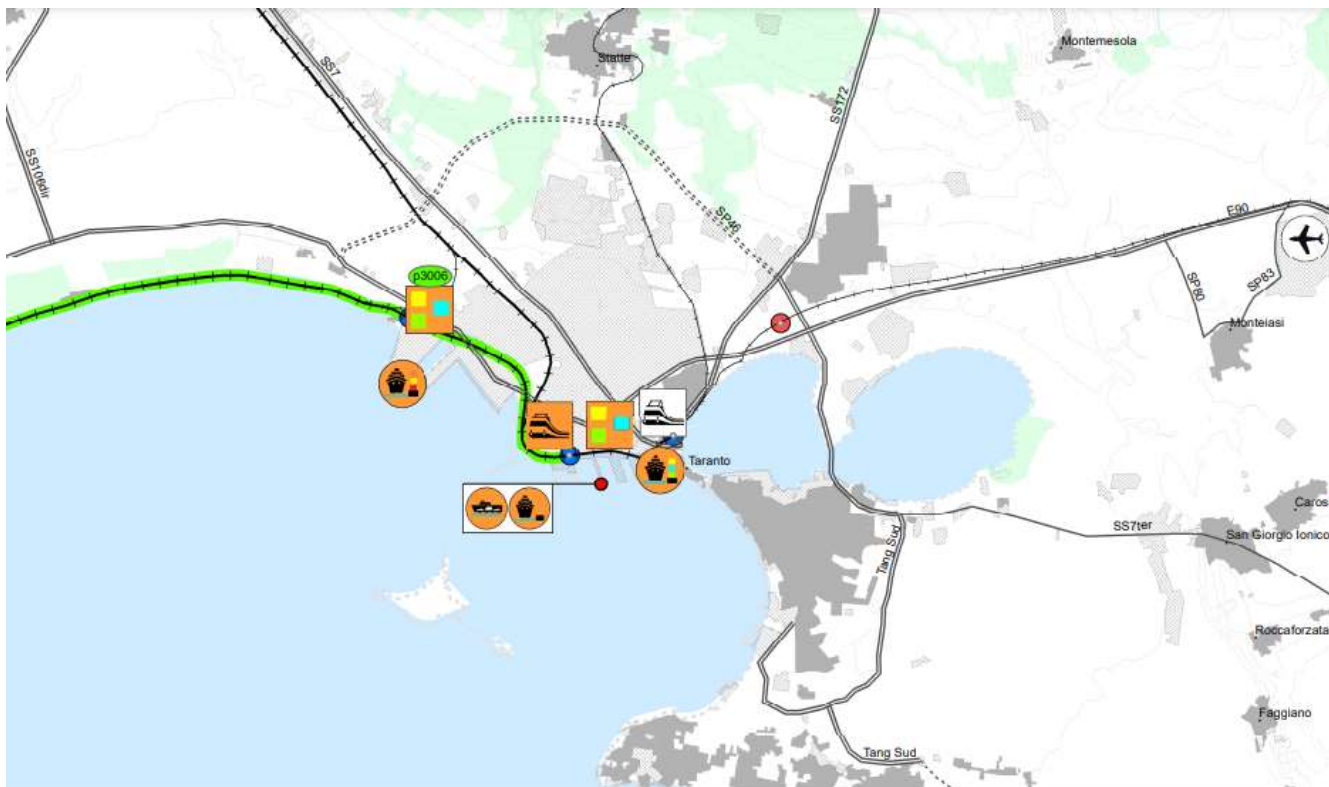 Montemesola
Statte
SS7
SS172
SS106dir
SP46
E90
p3006
SP80
SP83
Monteiasi
Taranto
Caros
SS7ter
San Giorgio Ionico
Tang Sud
Roccaforzata
Faggiano
Tang Sud